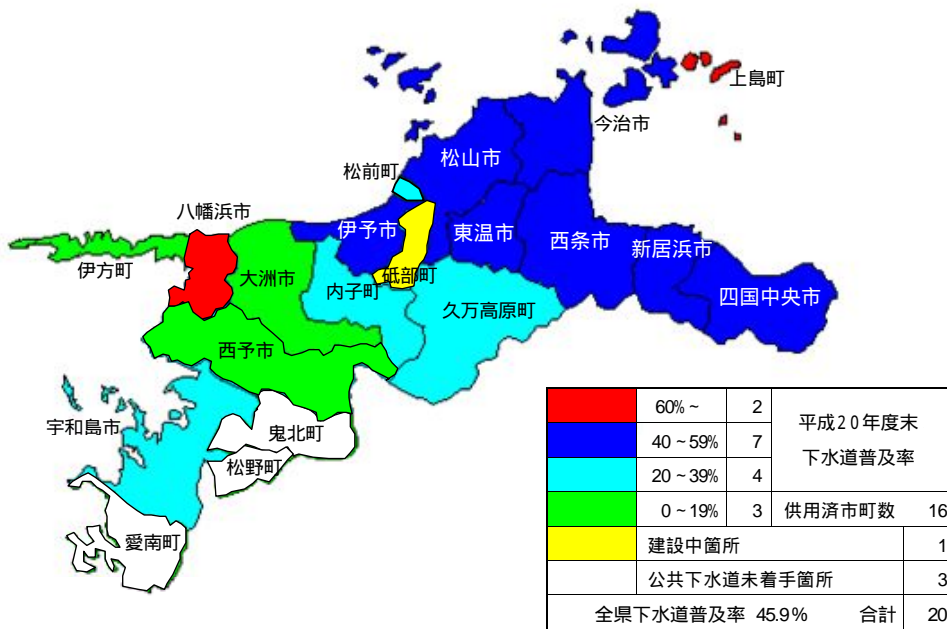 上島町
今治市
松山市
松前町
八幡浜市
伊予市
東温市
西条市
新居浜市
伊方町
大洲市
砥部町
内子町
久万高原町
四国中央市
西予市
宇和島市
鬼北町
松野町
愛南町
60%~ 2 平成20年度末
40~59% 7 下水道普及率
20~39% 4
0~19% 3 供用済市町数 16
建設中箇所 1
公共下水道未着手箇所 3
全県下水道普及率 45.9% 合計 20